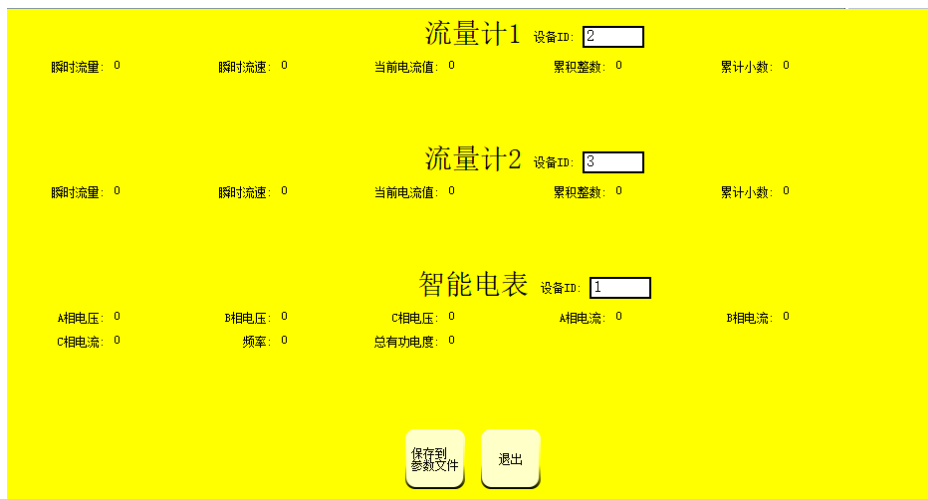 流量计1 设备ID: 2
瞬时流量: 0 瞬时流速: 0 当前电流值: 0 累积整数: 0 累计小数: 0
流量计2 设备ID: 3
瞬时流量: 0 瞬时流速: 0 当前电流值: 0 累积整数: 0 累计小数: 0
智能电表 设备ID: 1
A相电压: 0 B相电压: 0 C相电压: 0 A相电流: 0 B相电流: 0
C相电流: 0 频率: 0 总有功电度: 0
保存到
参数文件 退出